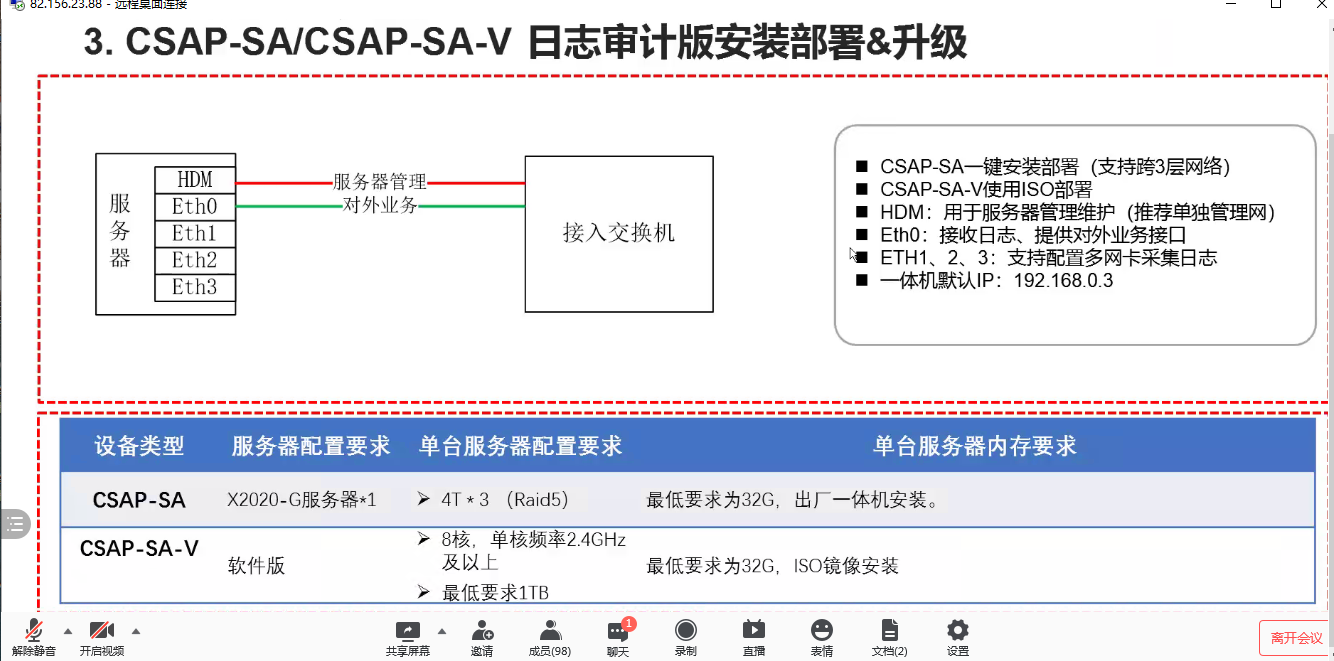 82.156.23.88 - 远程桌面连接
3. CSAP-SA/CSAP-SA-V 日志审计版安装部署&升级
服务器
HDM
Eth0
Eth1
Eth2
Eth3
服务器管理
对外业务
接入交换机
■ CSAP-SA一键安装部署（支持跨3层网络）
■ CSAP-SA-V使用ISO部署
■ HDM：用于服务器管理维护（推荐单独管理网）
■ Eth0：接收日志、提供对外业务接口
■ ETH1、2、3：支持配置多网卡采集日志
■ 一体机默认IP：192.168.0.3
设备类型 服务器配置要求 单台服务器配置要求 单台服务器内存要求
CSAP-SA X2020-G服务器*1 ➢ 4T * 3 （Raid5） 最低要求为32G，出厂一体机安装。
CSAP-SA-V 软件版 ➢ 8核，单核频率2.4GHz
及以上
➢ 最低要求1TB
最低要求为32G，ISO镜像安装
解除静音 开启视频 共享屏幕 邀请 成员(98) 聊天 1 录制 直播 表情 文档(2) 设置 离开会议